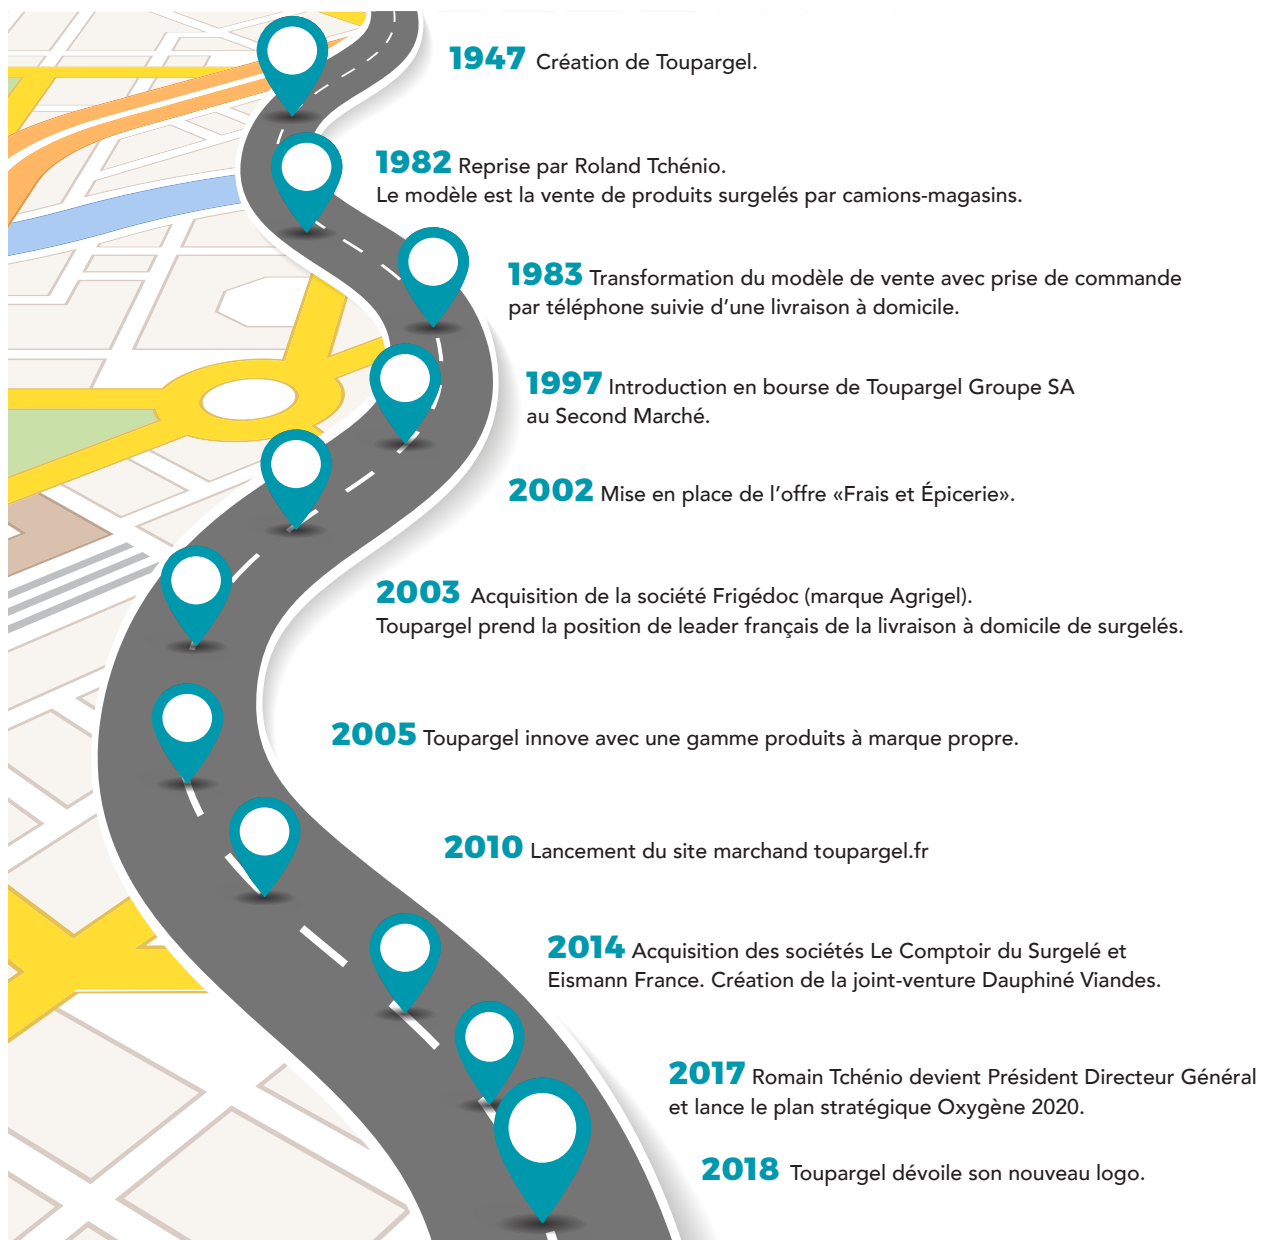 1947 Création de Toupargel.
1982 Reprise par Roland Tchénio.
Le modèle est la vente de produits surgelés par camions-magasins.
1983 Transformation du modèle de vente avec prise de commande
par téléphone suivie d’une livraison à domicile.
1997 Introduction en bourse de Toupargel Groupe SA
au Second Marché.
2002 Mise en place de l’offre «Frais et Épicerie».
2003 Acquisition de la société Frigédoc (marque Agrigel).
Toupargel prend la position de leader français de la livraison à domicile de surgelés.
2005 Toupargel innove avec une gamme produits à marque propre.
2010 Lancement du site marchand toupargel.fr
2014 Acquisition des sociétés Le Comptoir du Surgelé et
Eismann France. Création de la joint-venture Dauphiné Viandes.
2017 Romain Tchénio devient Président Directeur Général
et lance le plan stratégique Oxygène 2020.
2018 Toupargel dévoile son nouveau logo.